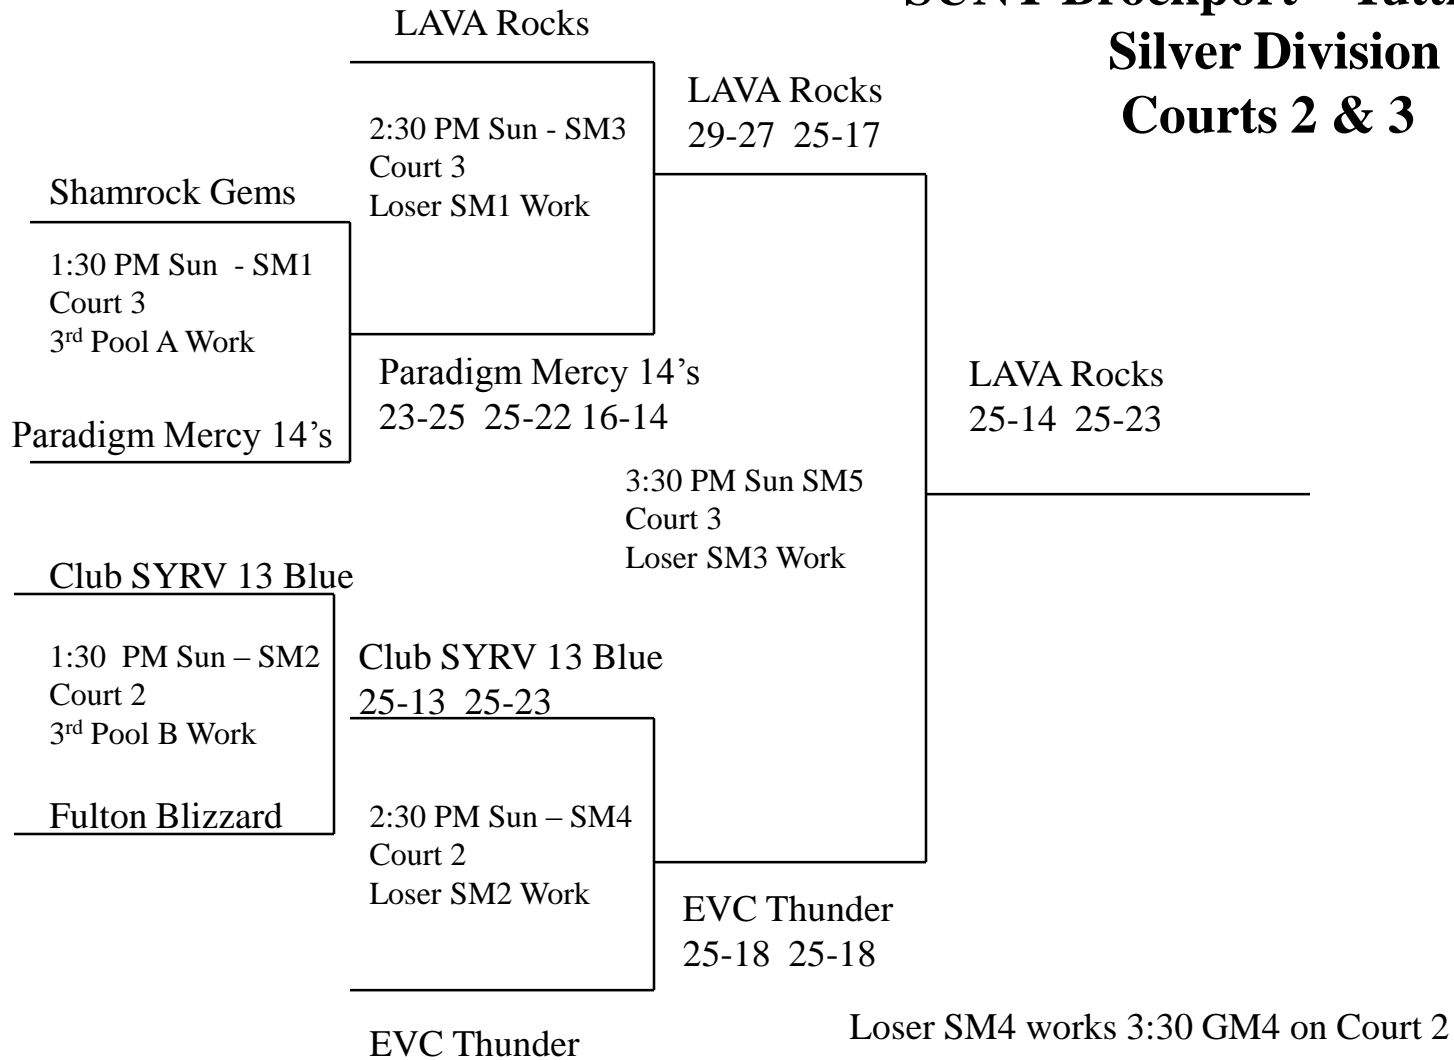 SUNY Brockport
Silver Division
Courts 2 & 3
LAVA Rocks
2:30 PM Sun - SM3
Court 3
Loser SM1 Work
LAVA Rocks
29-27 25-17
Shamrock Gems
1:30 PM Sun - SM1
Court 3
3rd Pool A Work
Paradigm Mercy 14’s
Paradigm Mercy 14’s
23-25 25-22 16-14
LAVA Rocks
25-14 25-23
3:30 PM Sun SM5
Court 3
Loser SM3 Work
Club SYRV 13 Blue
1:30 PM Sun – SM2
Court 2
3rd Pool B Work
Fulton Blizzard
Club SYRV 13 Blue
25-13 25-23
2:30 PM Sun – SM4
Court 2
Loser SM2 Work
EVC Thunder
25-18 25-18
EVC Thunder
Loser SM4 works 3:30 GM4 on Court 2